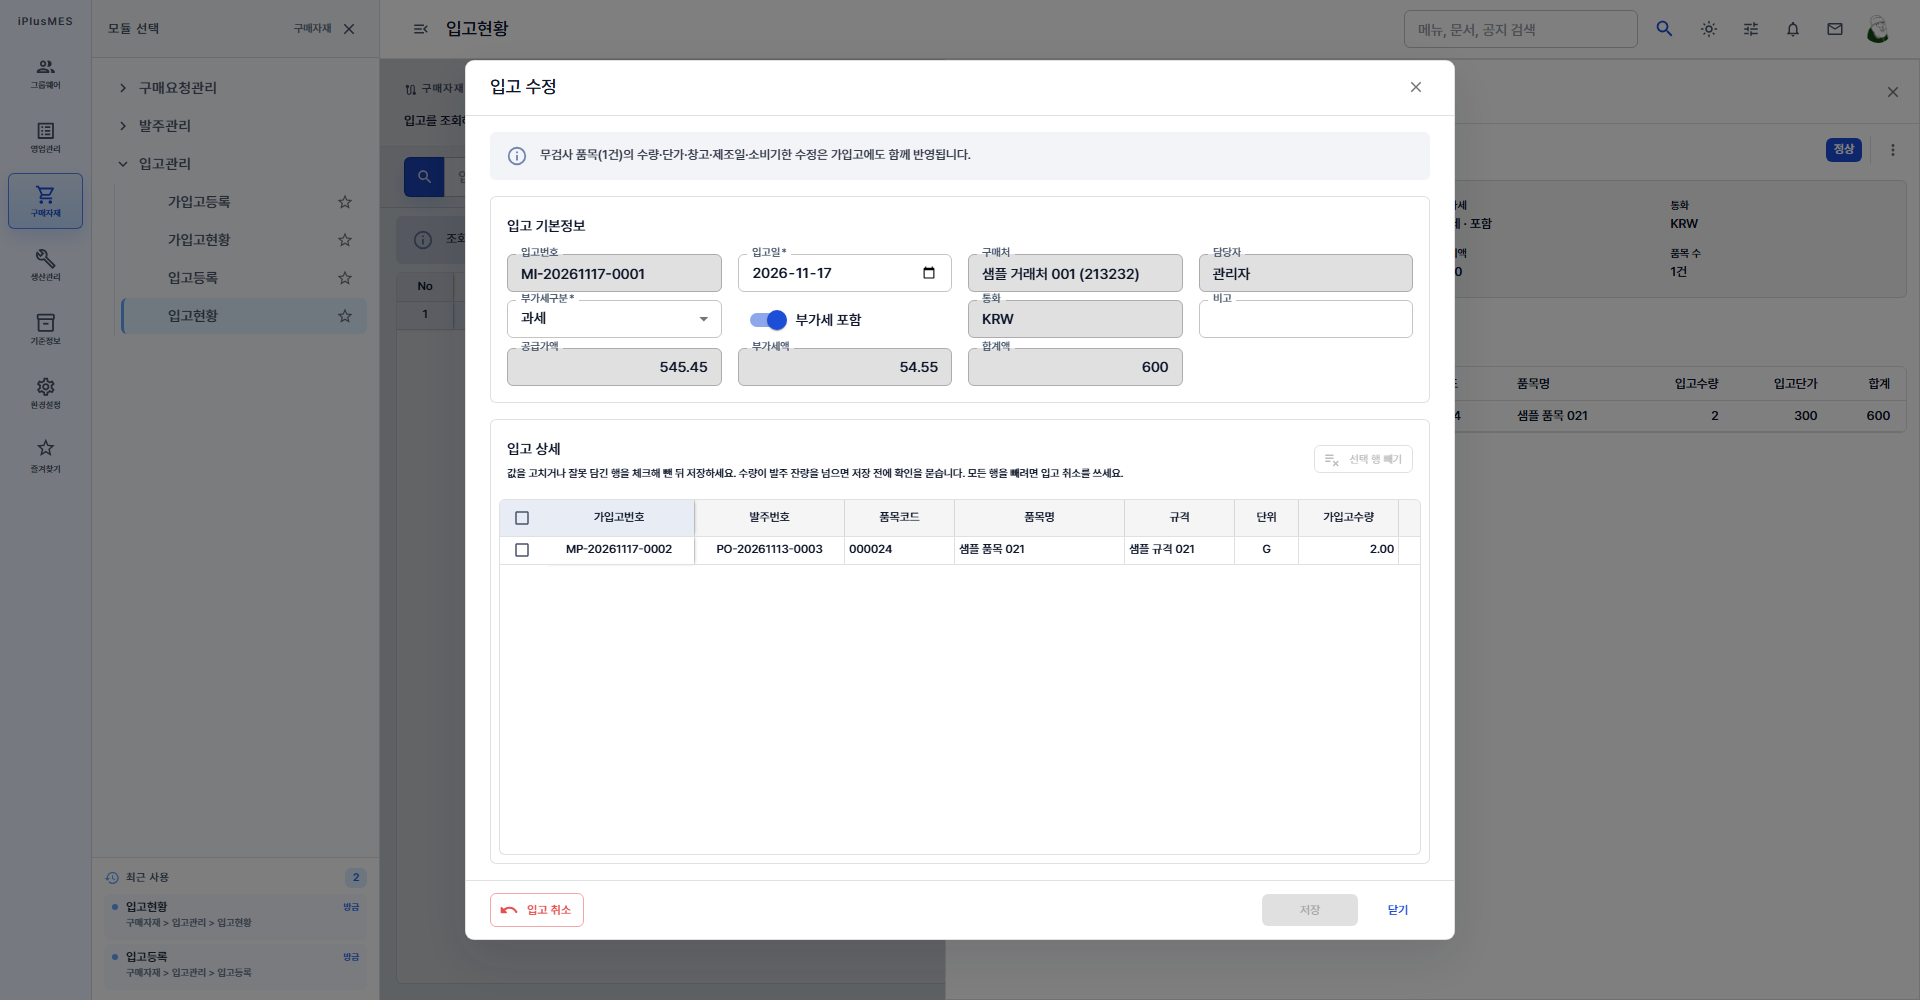 iPlusMES
그룹웨어
영업관리
구매자재
생산관리
기준정보
환경설정
즐겨찾기
모듈 선택
구매자재
구매요청관리
발주관리
입고관리
가입고등록
가입고현황
입고등록
입고현황
최근 사용
2
입고현황
방금
구매자재 > 입고관리 > 입고현황
입고등록
방금
구매자재 > 입고관리 > 입고등록
입고현황
메뉴, 문서, 공지 검색
구매자재
입고를 조회
조회
No
1
정상
· 포함
통화
KRW
품목 수
1건
품목명
입고수량
입고단가
합계
샘플 품목 021
2
300
600
입고 수정
무검사 품목(1건)의 수량·단가·창고·제조일·소비기한 수정은 가입고에도 함께 반영됩니다.
입고 기본정보
입고번호
MI-20261117-0001
입고일*
2026-11-17
구매처
샘플 거래처 001 (213232)
담당자
관리자
부가세구분*
과세
부가세 포함
통화
KRW
비고
공급가액
545.45
부가세액
54.55
합계액
600
입고 상세
값을 고치거나 잘못 담긴 행을 체크해 뺀 뒤 저장하세요. 수량이 발주 잔량을 넘으면 저장 전에 확인을 묻습니다. 모든 행을 빼려면 입고 취소를 쓰세요.
선택 행 빼기
가입고번호
발주번호
품목코드
품목명
규격
단위
가입고수량
MP-20261117-0002
PO-20261113-0003
000024
샘플 품목 021
샘플 규격 021
G
2.00
입고 취소
저장
닫기